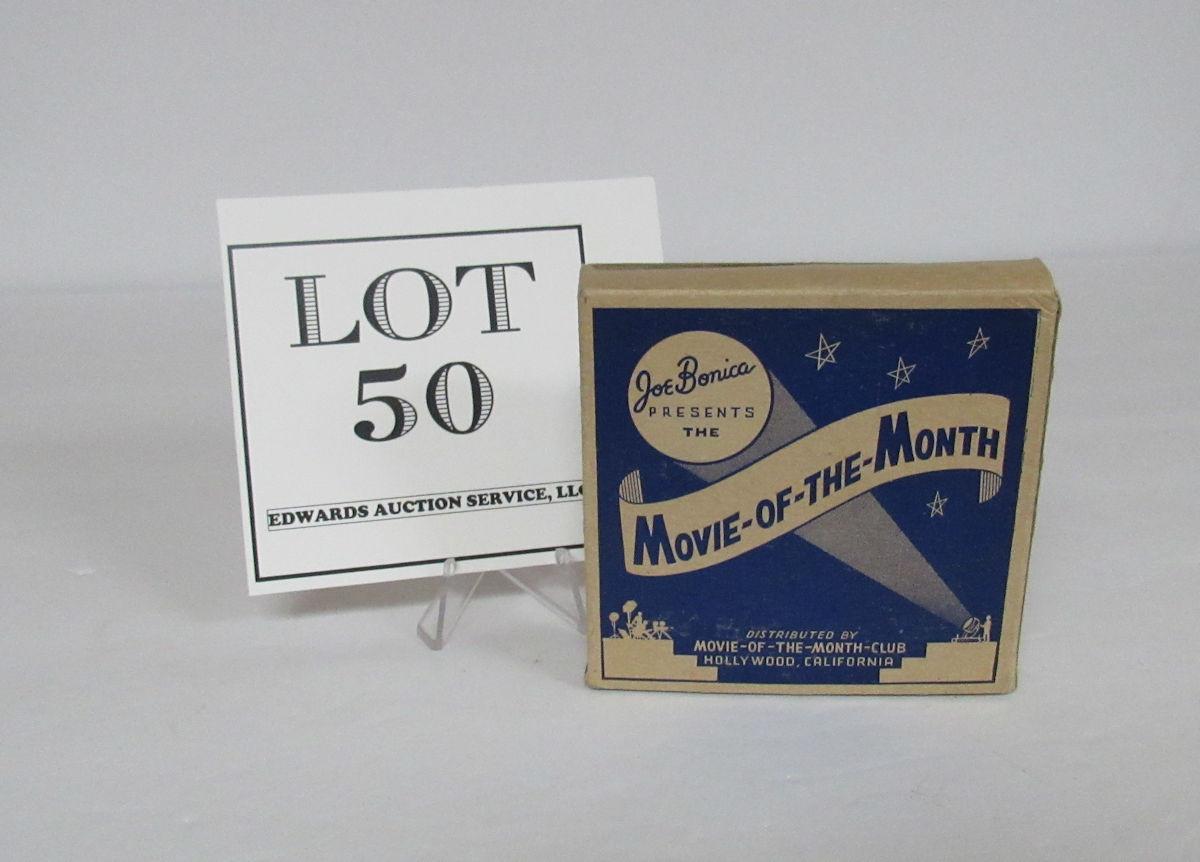 LOT
50
EDWARDS AUCTION SERVICE, LLC
Joe Bonica
PRESENTS
THE
MOVIE-OF-THE-MONTH
DISTRIBUTED BY
MOVIE-OF-THE-MONTH-CLUB
HOLLYWOOD, CALIFORNIA